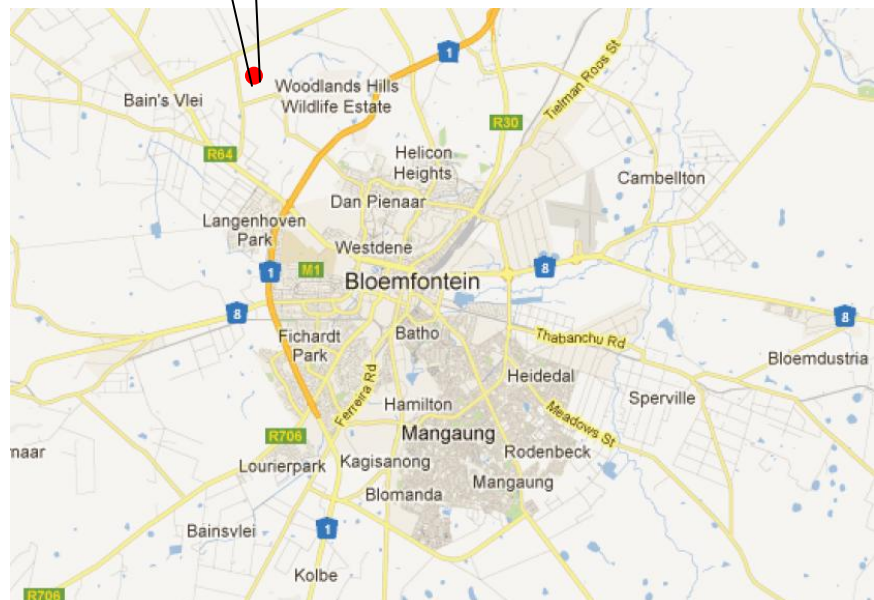 1
Tielman Roos St
Woodlands Hills
Wildlife Estate
Bain's Vlei
R30
R64
Helicon
Heights
Cambellton
Dan Pienaar
Langenhoven
Park
Westdene
1
M1
8
Bloemfontein
8
8
Fichardt
Park
Batho
Thabanchu Rd
Bloemdustria
Heidedal
Ferreira Rd
Sperville
Hamilton
Meadows St
R706
Mangaung
maar
Rodenbeck
Lourierpark
Kagisanong
Mangaung
Blomanda
Bainsvlei
1
Kolbe
R706